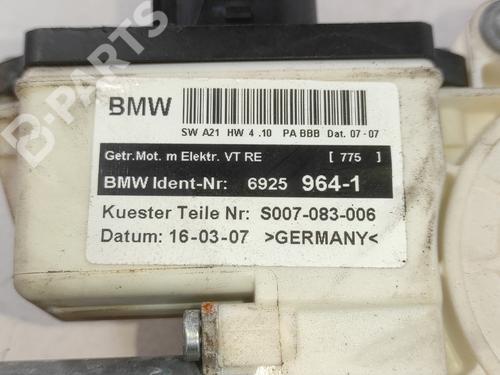 B-PARTS
BMW
SW A21 HW 4.10 PA BBB Dat. 07-07
Getr.Mot. m Elektr. VT RE [ 775 ]
BMW Ident-Nr: 6925 964-1
Kuester Teile Nr: S007-083-006
Datum: 16-03-07 >GERMANY<